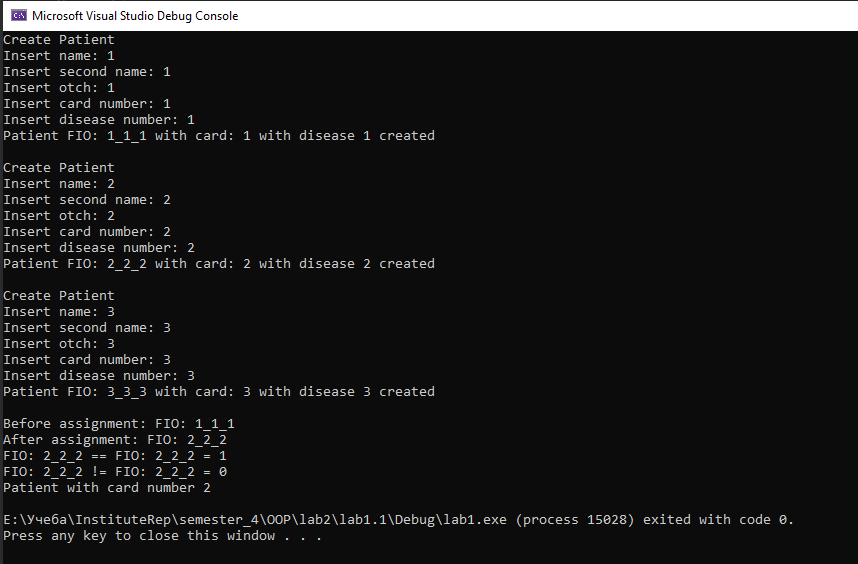 Microsoft Visual Studio Debug Console
Create Patient
Insert name: 1
Insert second name: 1
Insert otch: 1
Insert card number: 1
Insert disease number: 1
Patient FIO: 1_1_1 with card: 1 with disease 1 created

Create Patient
Insert name: 2
Insert second name: 2
Insert otch: 2
Insert card number: 2
Insert disease number: 2
Patient FIO: 2_2_2 with card: 2 with disease 2 created

Create Patient
Insert name: 3
Insert second name: 3
Insert otch: 3
Insert card number: 3
Insert disease number: 3
Patient FIO: 3_3_3 with card: 3 with disease 3 created

Before assignment: FIO: 1_1_1
After assignment: FIO: 2_2_2
FIO: 2_2_2 == FIO: 2_2_2 = 1
FIO: 2_2_2 != FIO: 2_2_2 = 0
Patient with card number 2

E:\Учеба\InstituteRep\semester_4\OOP\lab2\lab1.1\Debug\lab1.exe (process 15028) exited with code 0.
Press any key to close this window . . .